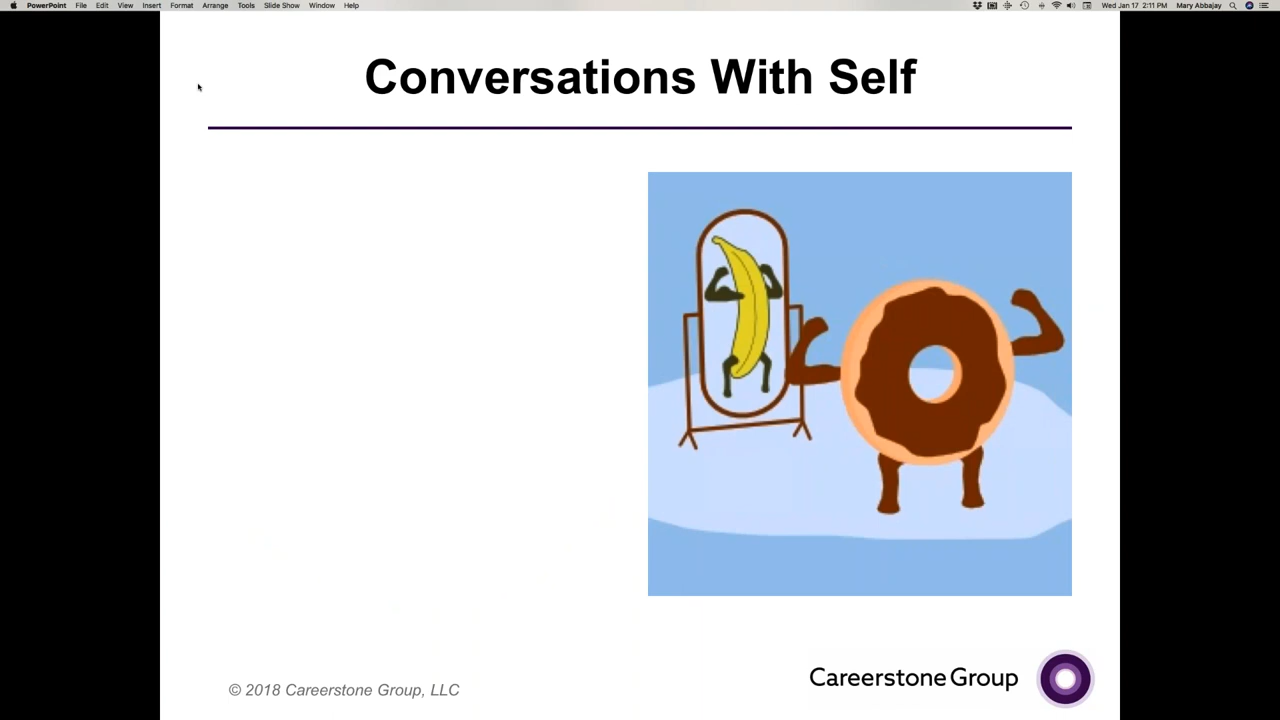 PowerPoint File Edit View Insert Format Arrange Tools Slide Show Window Help Wed Jan 17 2:11 PM Mary Abbajay
Conversations With Self
© 2018 Careerstone Group, LLC
Careerstone Group